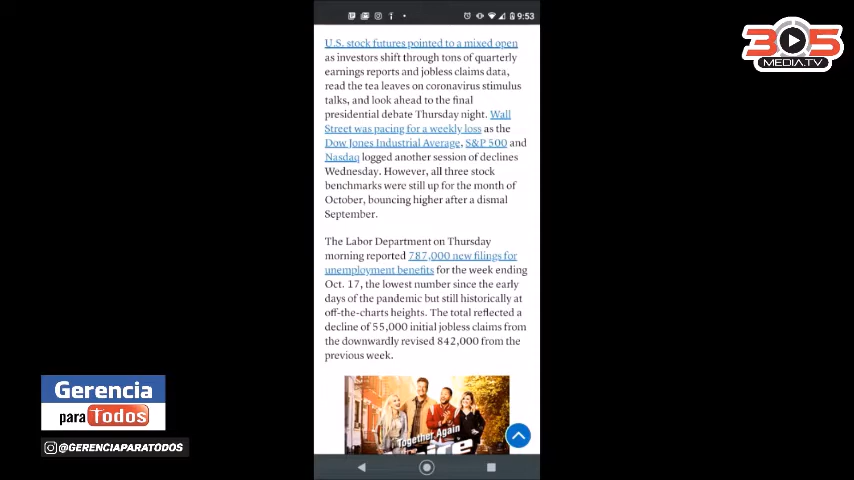 9:53
305
MEDIA.TV
U.S. stock futures pointed to a mixed open
as investors shift through tons of quarterly
earnings reports and jobless claims data,
read the tea leaves on coronavirus stimulus
talks, and look ahead to the final
presidential debate Thursday night. Wall
Street was pacing for a weekly loss as the
Dow Jones Industrial Average, S&P 500 and
Nasdaq logged another session of declines
Wednesday. However, all three stock
benchmarks were still up for the month of
October, bouncing higher after a dismal
September.
The Labor Department on Thursday
morning reported 787,000 new filings for
unemployment benefits for the week ending
Oct. 17, the lowest number since the early
days of the pandemic but still historically at
off-the-charts heights. The total reflected a
decline of 55,000 initial jobless claims from
the downwardly revised 842,000 from the
previous week.
Together Again
Gerencia
para Todos
@GERENCIAPARATODOS